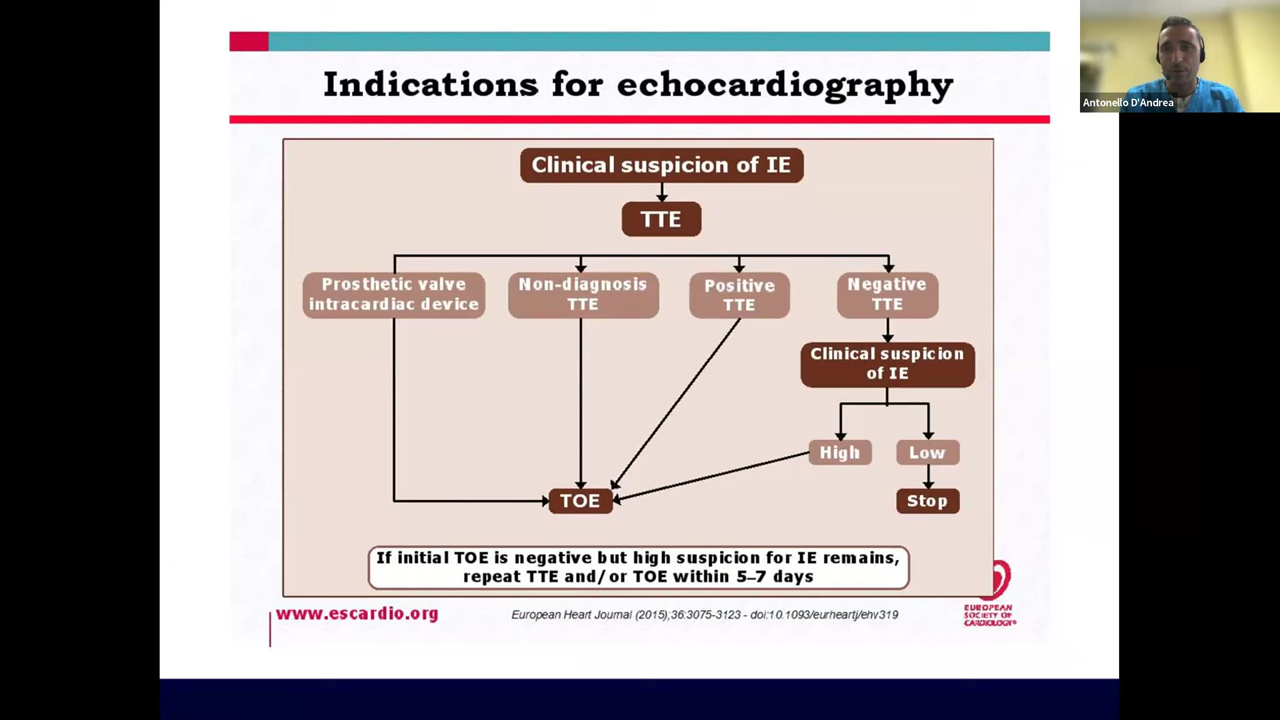 Indications for echocardiography
Antonello D'Andrea
Clinical suspicion of IE
TTE
Prosthetic valve
intracardiac device
Non-diagnosis
TTE
Positive
TTE
Negative
TTE
Clinical suspicion
of IE
High
Low
TOE
Stop
If initial TOE is negative but high suspicion for IE remains,
repeat TTE and/or TOE within 5–7 days
www.escardio.org
European Heart Journal (2015);36:3075-3123 - doi:10.1093/eurheartj/ehv319
EUROPEAN
SOCIETY OF
CARDIOLOGY®